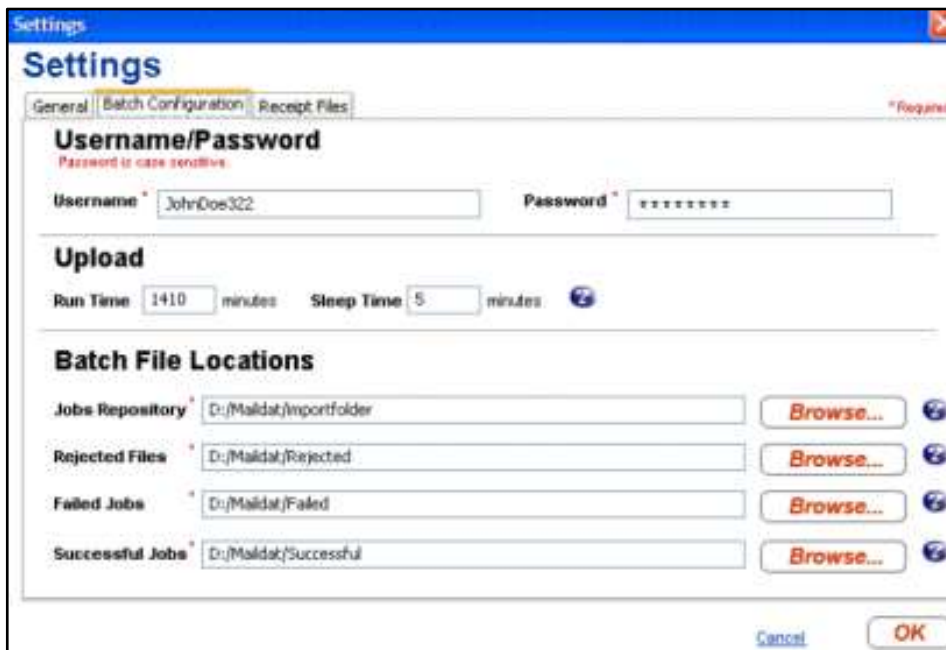 Settings
Settings
General Batch Configuration Receipt Files *Require
Username/Password
Password is case sensitive.
Username * JohnDoe322 Password * ********
Upload
Run Time 1410 minutes Sleep Time 5 minutes ?
Batch File Locations
Jobs Repository * D:/Maildat/Importfolder Browse... ?
Rejected Files * D:/Maildat/Rejected Browse... ?
Failed Jobs * D:/Maildat/Failed Browse... ?
Successful Jobs * D:/Maildat/Successful Browse... ?
Cancel OK